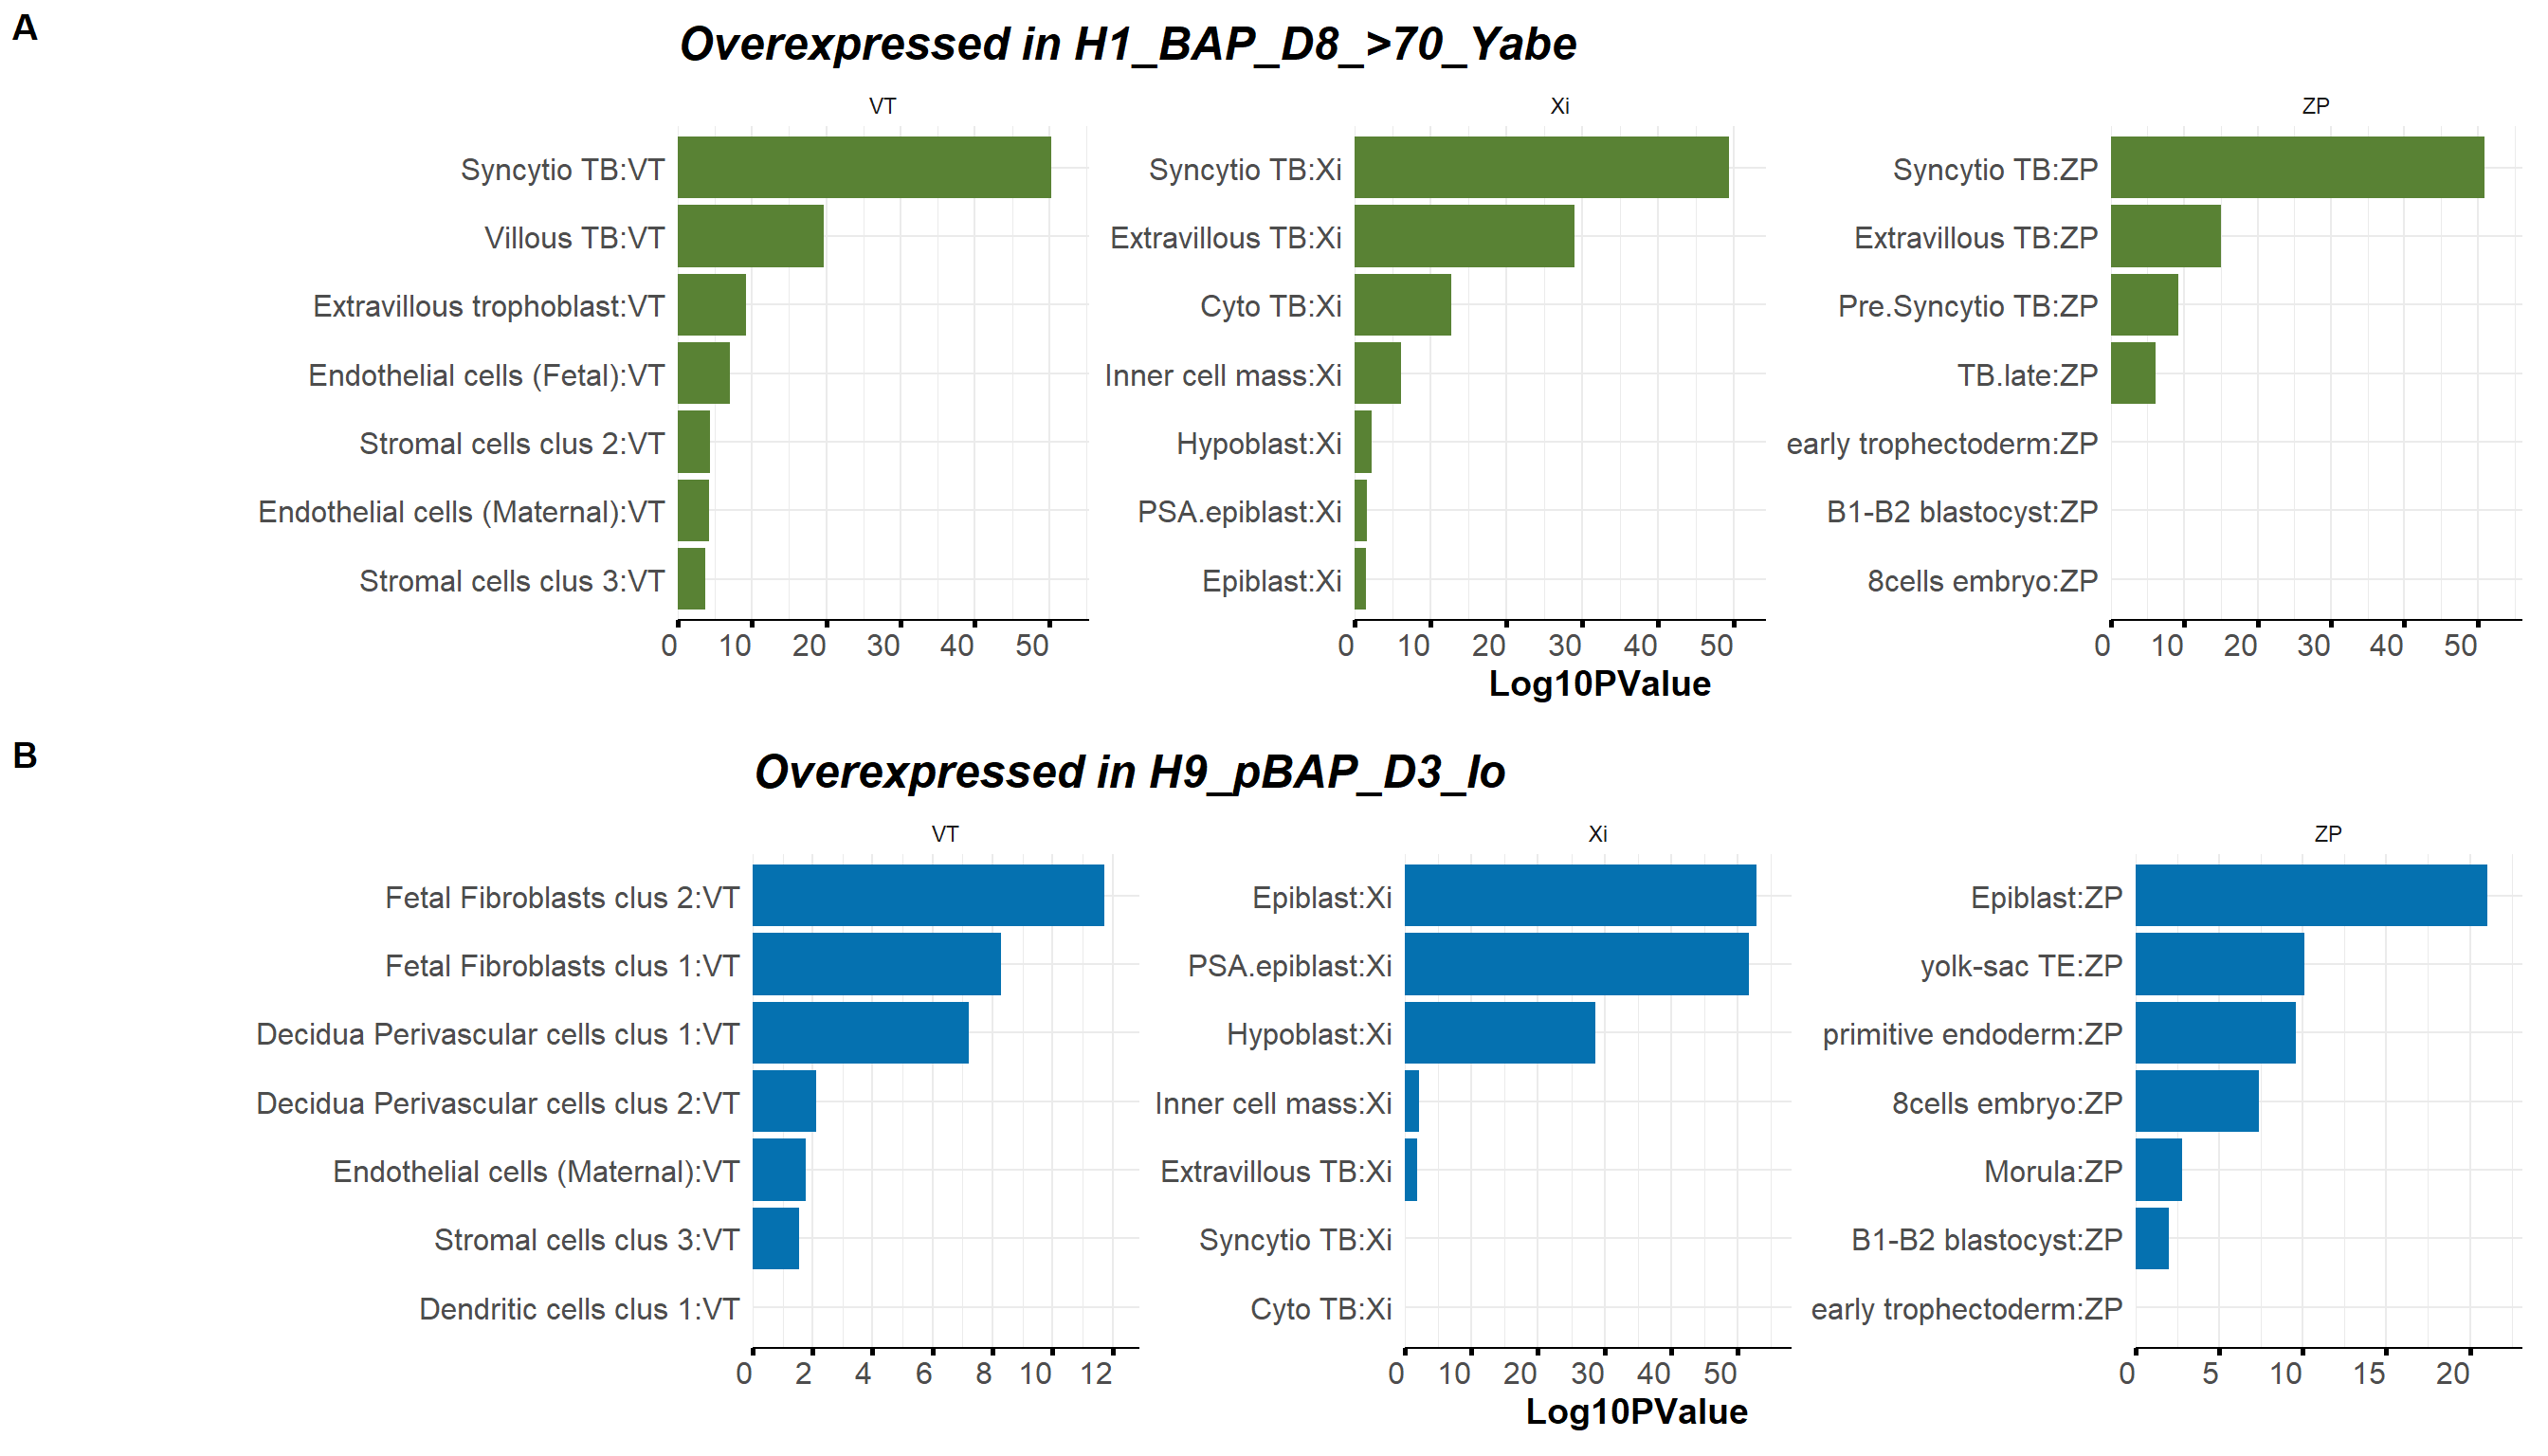 A
Overexpressed in H1_BAP_D8_>70_Yabe
VT
Xi
ZP
Syncytio TB:VT
Villous TB:VT
Extravillous trophoblast:VT
Endothelial cells (Fetal):VT
Stromal cells clus 2:VT
Endothelial cells (Maternal):VT
Stromal cells clus 3:VT
0 10 20 30 40 50
Syncytio TB:Xi
Extravillous TB:Xi
Cyto TB:Xi
Inner cell mass:Xi
Hypoblast:Xi
PSA.epiblast:Xi
Epiblast:Xi
0 10 20 30 40 50
Syncytio TB:ZP
Extravillous TB:ZP
Pre.Syncytio TB:ZP
TB.late:ZP
early trophectoderm:ZP
B1-B2 blastocyst:ZP
8cells embryo:ZP
0 10 20 30 40 50
Log10PValue
B
Overexpressed in H9_pBAP_D3_Io
VT
Xi
ZP
Fetal Fibroblasts clus 2:VT
Fetal Fibroblasts clus 1:VT
Decidua Perivascular cells clus 1:VT
Decidua Perivascular cells clus 2:VT
Endothelial cells (Maternal):VT
Stromal cells clus 3:VT
Dendritic cells clus 1:VT
0 2 4 6 8 10 12
Epiblast:Xi
PSA.epiblast:Xi
Hypoblast:Xi
Inner cell mass:Xi
Extravillous TB:Xi
Syncytio TB:Xi
Cyto TB:Xi
0 10 20 30 40 50
Epiblast:ZP
yolk-sac TE:ZP
primitive endoderm:ZP
8cells embryo:ZP
Morula:ZP
B1-B2 blastocyst:ZP
early trophectoderm:ZP
0 5 10 15 20
Log10PValue